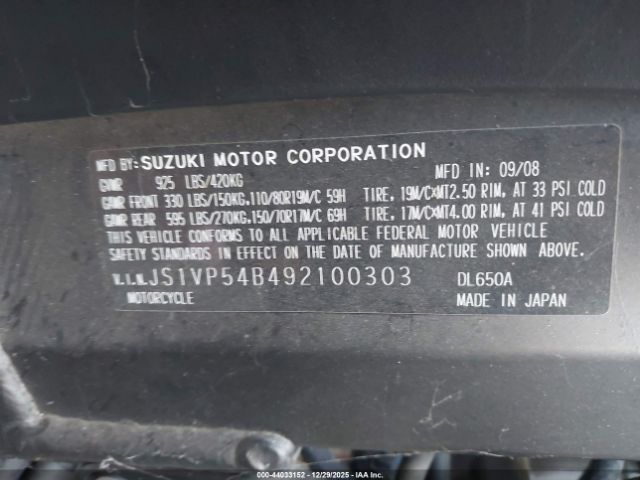 MFD BY: SUZUKI MOTOR CORPORATION
GVWR 925 LBS/420KG MFD IN: 09/08
GAWR FRONT 330 LBS/150KG.110/80R19M/C 59H TIRE, 19M/C×MT2.50 RIM, AT 33 PSI COLD
GAWR REAR 595 LBS/270KG.150/70R17M/C 69H TIRE, 17M/C×MT4.00 RIM, AT 41 PSI COLD
THIS VEHICLE CONFORMS TO ALL APPLICABLE FEDERAL MOTOR VEHICLE
SAFETY STANDARDS IN EFFECT ON THE DATE OF MANUFACTURE SHOWN ABOVE.
V.I.N. JS1VP54B492100303 DL650A
MOTORCYCLE MADE IN JAPAN
000-44033152 - 12/29/2025 - IAA Inc.